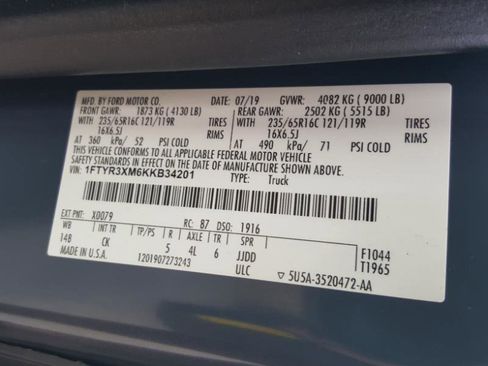 MFD. BY FORD MOTOR CO.
DATE: 07/19 GVWR: 4082 KG ( 9000 LB)
FRONT GAWR: 1873 KG ( 4130 LB) REAR GAWR: 2502 KG ( 5515 LB)
WITH 235/65R16C 121/119R TIRES WITH 235/65R16C 121/119R TIRES
16X6.5J RIMS 16X6.5J RIMS
AT 360 kPa/ 52 PSI COLD AT 490 kPa/ 71 PSI COLD
THIS VEHICLE CONFORMS TO ALL APPLICABLE FEDERAL MOTOR VEHICLE
SAFETY STANDARDS IN EFFECT ON THE DATE OF MANUFACTURE SHOWN ABOVE.
VIN: 1FTYR3XM6KKB34201 TYPE: Truck
EXT PNT: X0079 RC: 87 DSO: 1916
WB INT TR TP/PS R AXLE TR SPR F1044
148 CK 5 4L 6 JJDD T1965
MADE IN U.S.A. 1201907273243 ULC 5U5A-3520472-AA